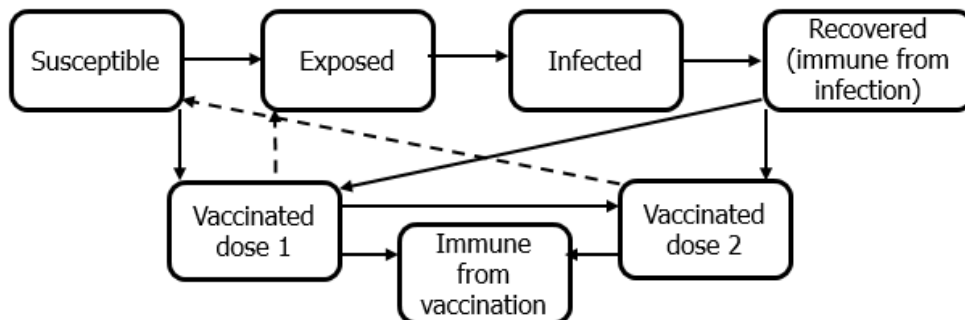 Susceptible
Exposed
Infected
Recovered
(immune from
infection)
Vaccinated
dose 1
Immune
from
vaccination
Vaccinated
dose 2